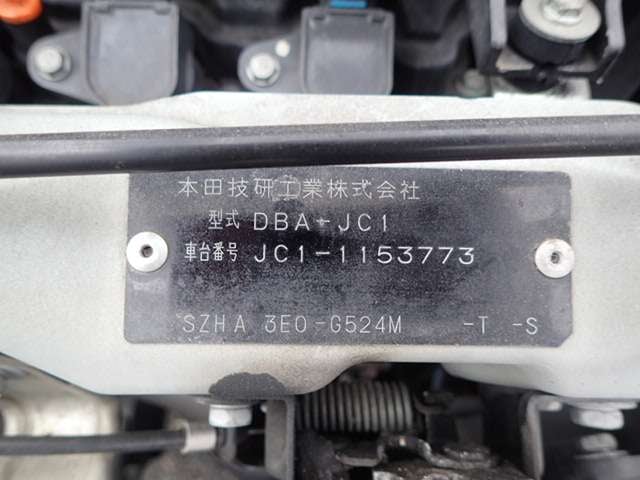 本田技研工業株式会社
型式 DBA-JC1
車台番号 JC1-1153773
SZHA 3E0-G524M -T -S